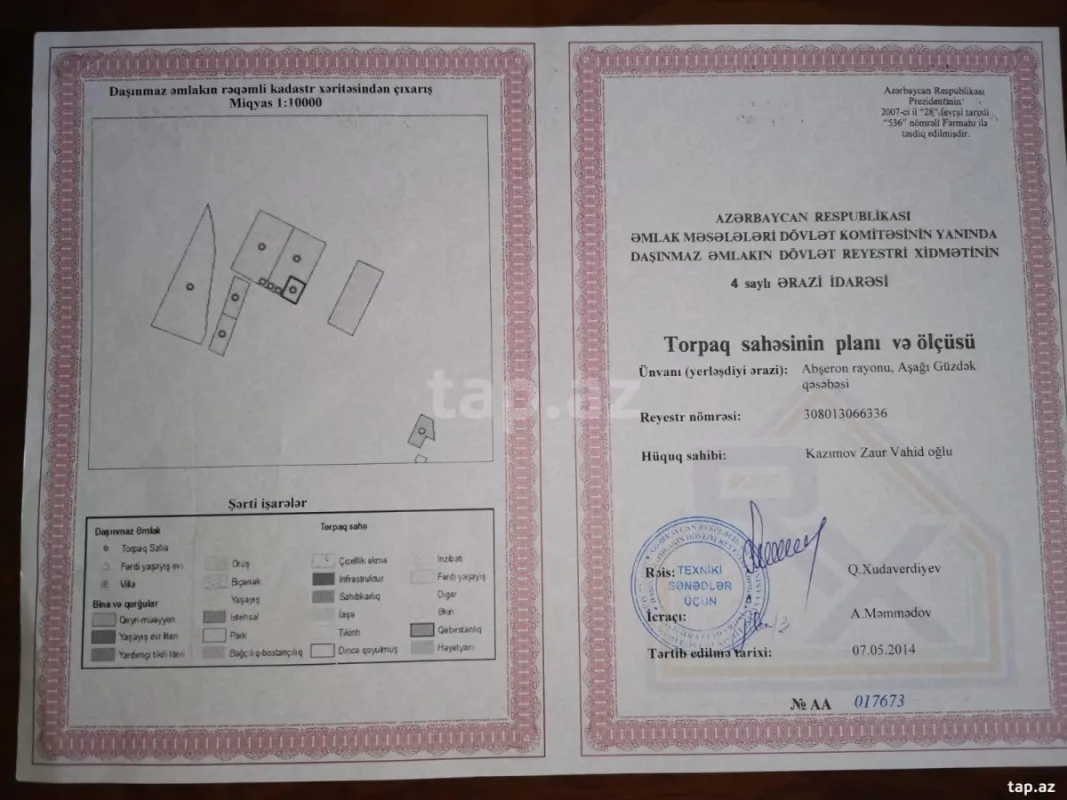 Daşınmaz əmlakın rəqəmli kadastr xəritəsindən çıxarış
Miqyas 1:10000
Şərti işarələr
Daşınmaz Əmlak
Torpaq Sahə
Fərdi yaşayış evi
Villa
Bina və qurğular
Qeyri-müəyyən
Yaşayış evi literi
Yardımçı tikili literi
Torpaq sahə
Örüş
Biçənək
Yaşayış
İstehsal
Park
Bağçılıq-bostançılıq
Çoxillik əkmə
Infrastruktur
Sahibkarlıq
İaşə
Tikinti
Dincə qoyulmuş
İnzibati
Fərdi yaşayış
Digər
Əkin
Qəbiristanlıq
Həyətyanı
Azərbaycan Respublikası
Prezidentinin
2007-ci il "28" fevral tarixli
"536" nömrəli Fərmanı ilə
təsdiq edilmişdir.
AZƏRBAYCAN RESPUBLİKASI
ƏMLAK MƏSƏLƏLƏRİ DÖVLƏT KOMİTƏSİNİN YANINDA
DAŞINMAZ ƏMLAKIN DÖVLƏT REYESTRİ XİDMƏTİNİN
4 saylı ƏRAZİ İDARƏSİ
Torpaq sahəsinin planı və ölçüsü
Ünvanı (yerləşdiyi ərazi): Abşeron rayonu, Aşağı Güzdək
qəsəbəsi
Reyestr nömrəsi: 308013066336
Hüquq sahibi: Kazımov Zaur Vahid oğlu
Rəis: Q.Xudaverdiyev
TEXNİKİ
SƏNƏDLƏR
ÜÇÜN
İcraçı: A.Məmmədov
Tərtib edilmə tarixi: 07.05.2014
№ AA 017673
tap.az
tap.az